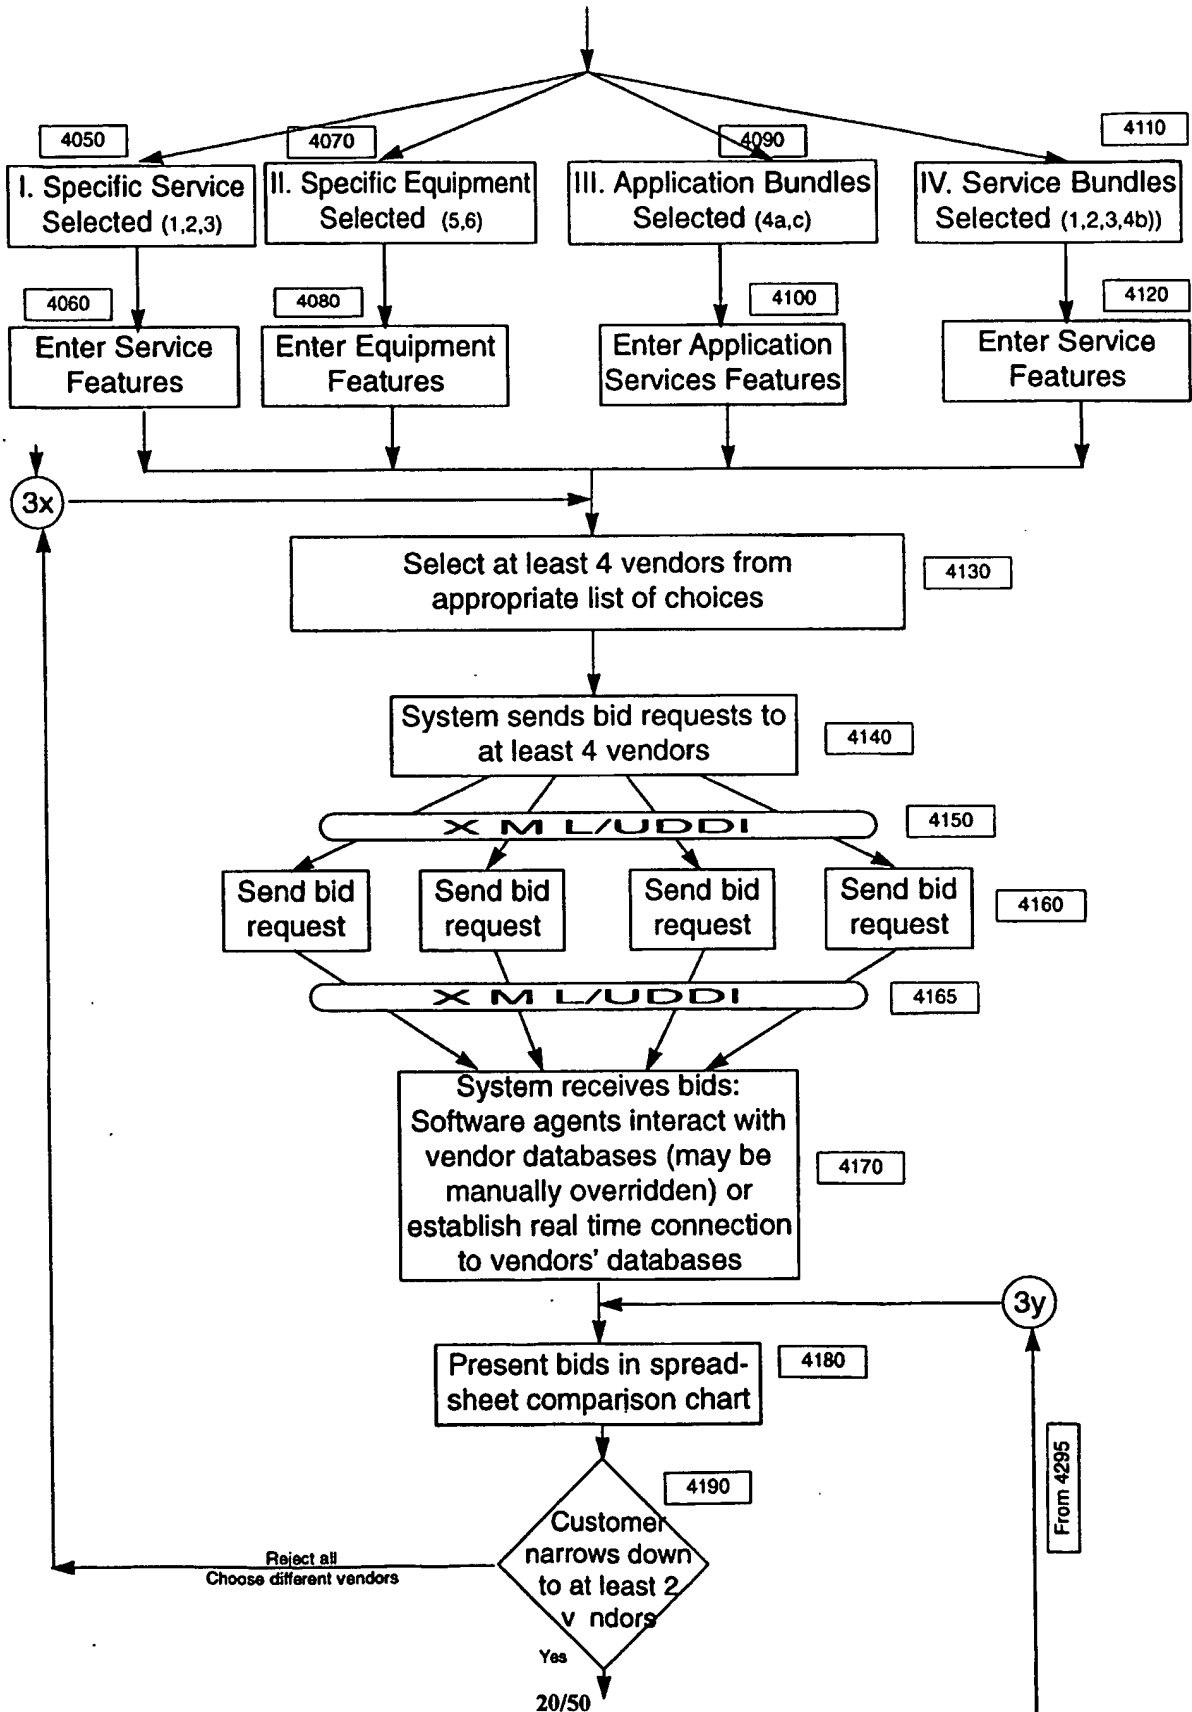 4050
4070
4090
4110
I. Specific Service
Selected (1,2,3)
II. Specific Equipment
Selected (5,6)
III. Application Bundles
Selected (4a,c)
IV. Service Bundles
Selected (1,2,3,4b))
4060
4080
4100
4120
Enter Service
Features
Enter Equipment
Features
Enter Application
Services Features
Enter Service
Features
3x
Select at least 4 vendors from
appropriate list of choices
4130
System sends bid requests to
at least 4 vendors
4140
X M L/UDDI
4150
Send bid
request
Send bid
request
Send bid
request
Send bid
request
4160
X M L/UDDI
4165
System receives bids:
Software agents interact with
vendor databases (may be
manually overridden) or
establish real time connection
to vendors' databases
4170
3y
Present bids in spread-
sheet comparison chart
4180
From 4295
4190
Customer
narrows down
to at least 2
v ndors
Reject all
Choose different vendors
Yes
20/50